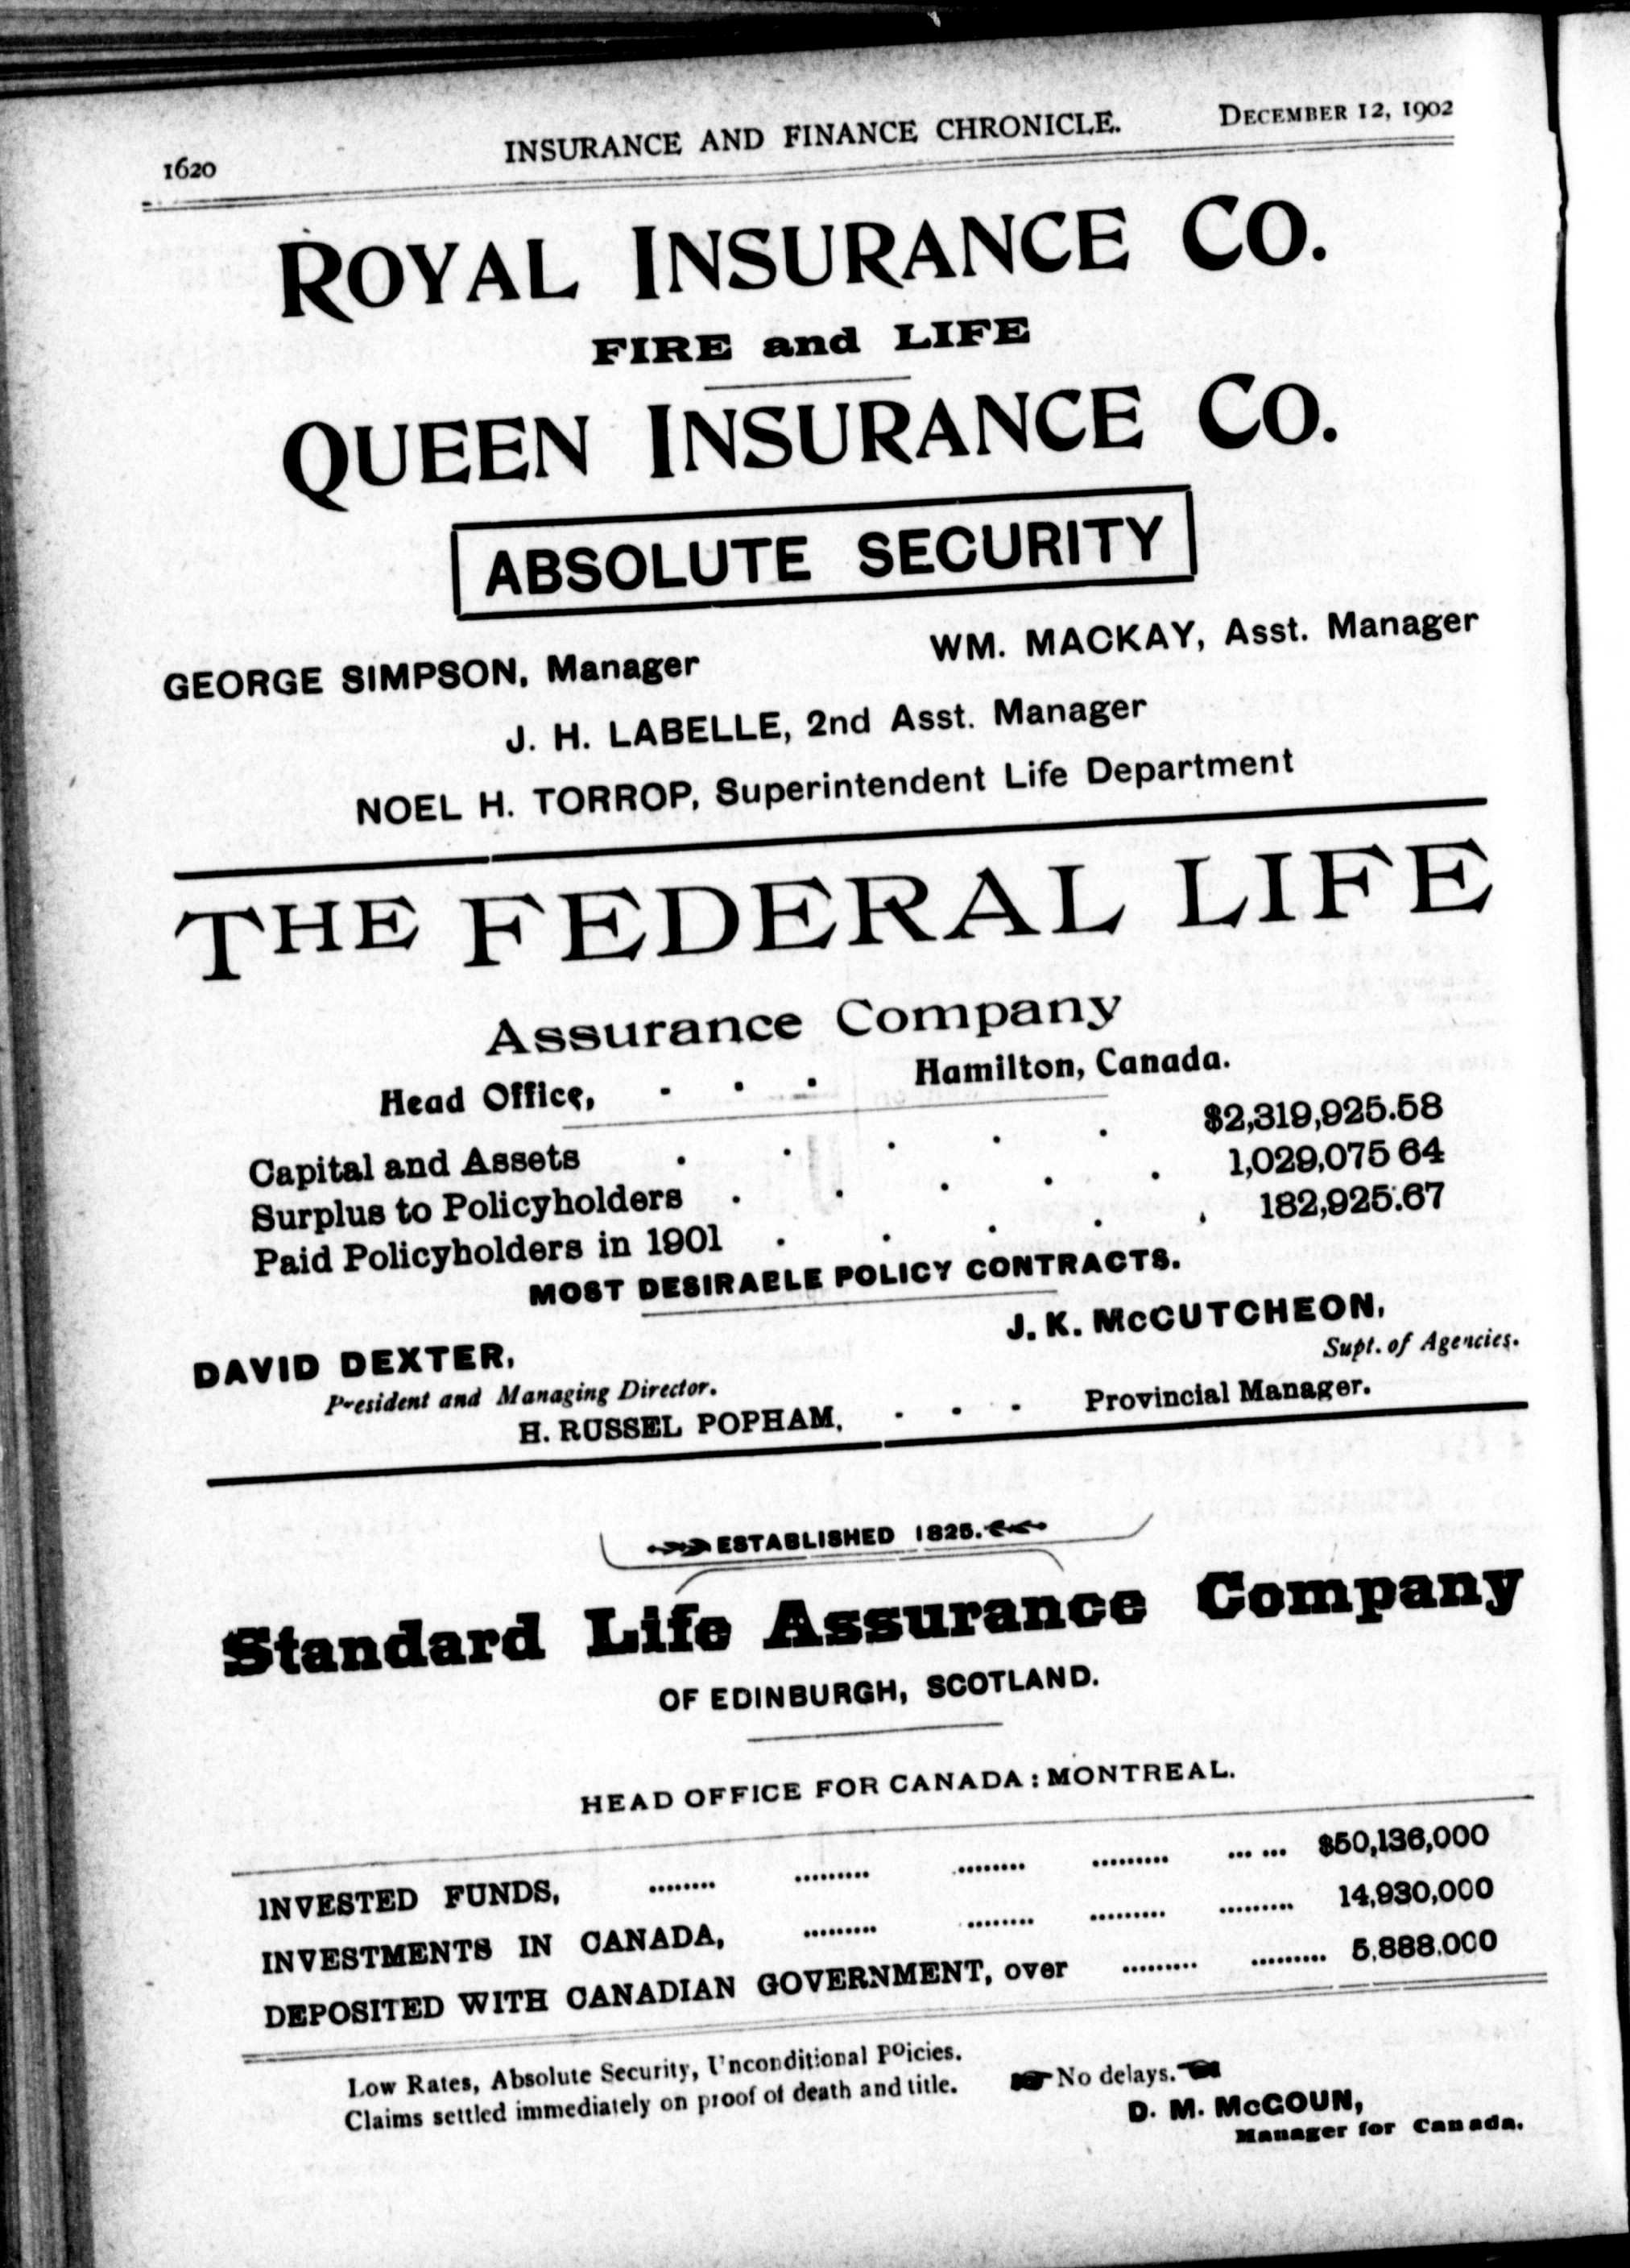 1620 INSURANCE AND FINANCE CHRONICLE. DECEMBER 12, 1902
ROYAL INSURANCE CO.
FIRE and LIFE
QUEEN INSURANCE CO.
ABSOLUTE SECURITY
GEORGE SIMPSON, Manager WM. MACKAY, Asst. Manager
J. H. LABELLE, 2nd Asst. Manager
NOEL H. TORROP, Superintendent Life Department
THE FEDERAL LIFE
Assurance Company
Head Office, - - - Hamilton, Canada.
Capital and Assets . . . . . $2,319,925.58
Surplus to Policyholders . . . . . 1,029,075 64
Paid Policyholders in 1901 . . . . . 182,925.67
MOST DESIRABLE POLICY CONTRACTS.
DAVID DEXTER, J. K. McCUTCHEON,
President and Managing Director. Supt. of Agencies.
H. RUSSEL POPHAM, - - - Provincial Manager.
ESTABLISHED 1825.
Standard Life Assurance Company
OF EDINBURGH, SCOTLAND.
HEAD OFFICE FOR CANADA : MONTREAL.
INVESTED FUNDS, ........ ......... ......... ......... ... ... $50,136,000
INVESTMENTS IN CANADA, ......... ........ ......... ......... 14,930,000
DEPOSITED WITH CANADIAN GOVERNMENT, over ......... ......... 5,888,000
Low Rates, Absolute Security, Unconditional Poicies.
Claims settled immediately on proof of death and title. ☛ No delays. ☚
D. M. McGOUN,
Manager for Canada.